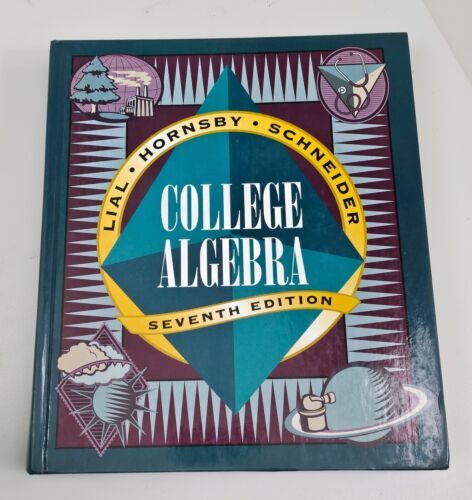 LIAL · HORNSBY · SCHNEIDER
COLLEGE
ALGEBRA
SEVENTH EDITION